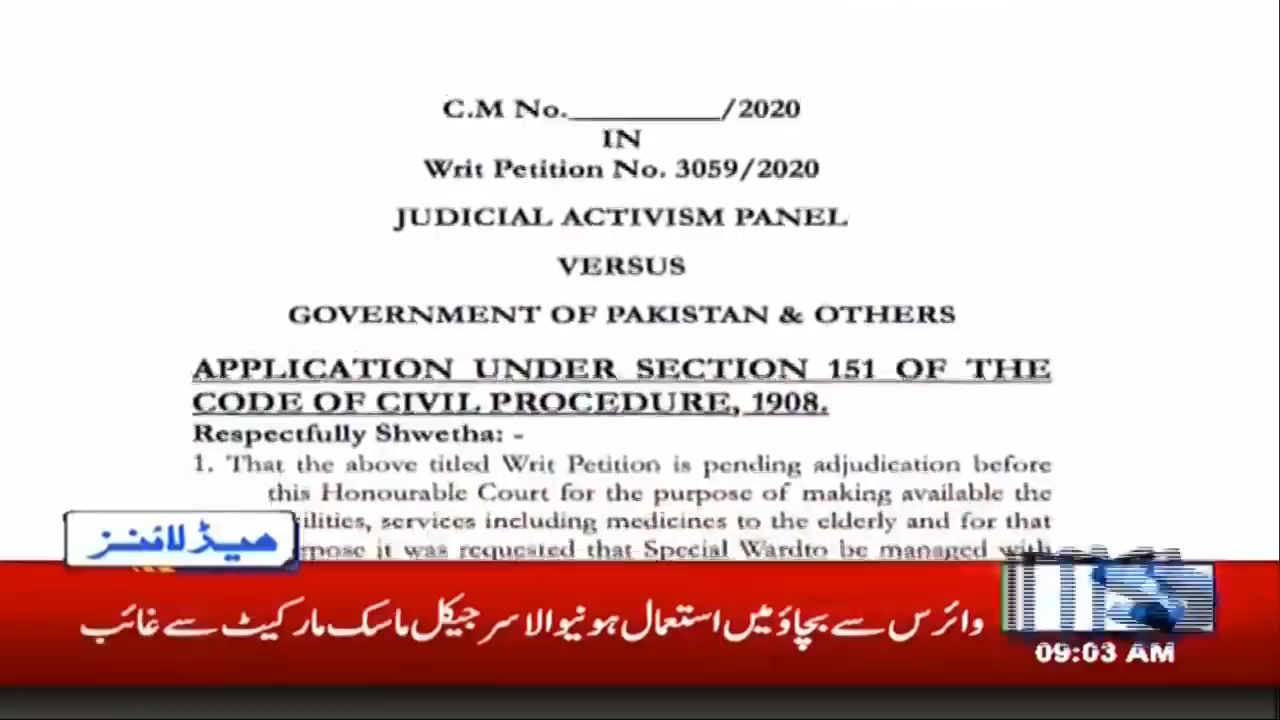 C.M No.__________/2020
IN
Writ Petition No. 3059/2020
JUDICIAL ACTIVISM PANEL
VERSUS
GOVERNMENT OF PAKISTAN & OTHERS
APPLICATION UNDER SECTION 151 OF THE
CODE OF CIVIL PROCEDURE, 1908.
Respectfully Shwetha: -
1. That the above titled Writ Petition is pending adjudication before
this Honourable Court for the purpose of making available the
ilities, services including medicines to the elderly and for that
rpose it was requested that Special Wardto be managed with
ہیڈلائنز
وائرس سے بچاؤ میں استعمال ہونیوالا سرجیکل ماسک مارکیٹ سے غائب
09:03 AM